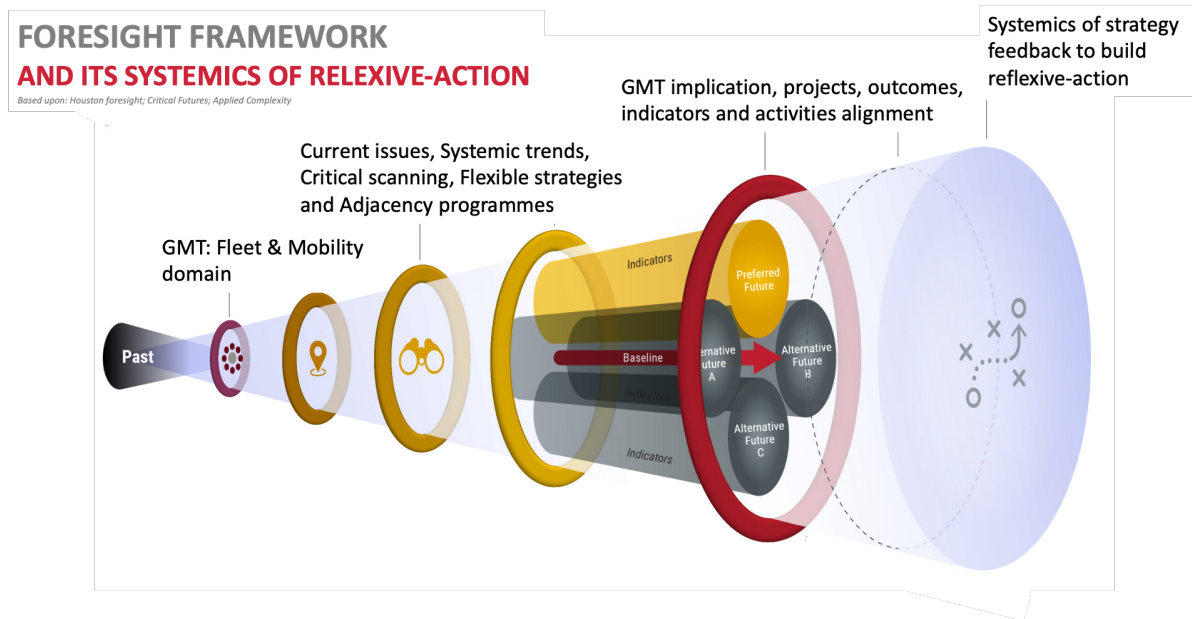 FORESIGHT FRAMEWORK
AND ITS SYSTEMICS OF RELEXIVE-ACTION
Based upon: Houston foresight; Critical Futures; Applied Complexity
Systemics of strategy
feedback to build
reflexive-action
GMT implication, projects, outcomes,
indicators and activities alignment
Current issues, Systemic trends,
Critical scanning, Flexible strategies
and Adjacency programmes
GMT: Fleet & Mobility
domain
Past
Indicators
Preferred
Future
Baseline
ernative
uture
A
Alternative
Future
B
Indicators
Alternative
Future
C
Indicators